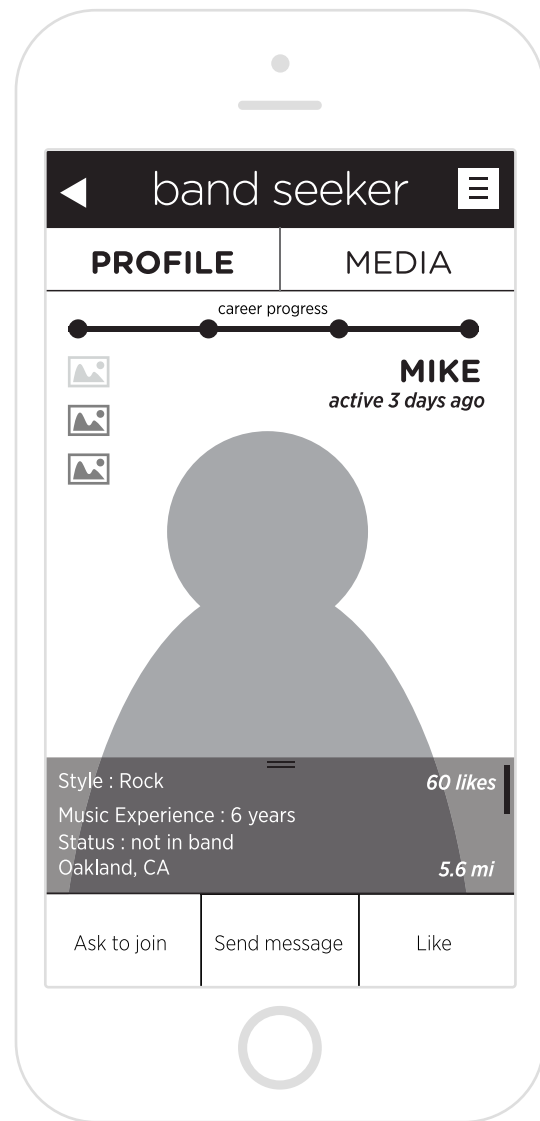 band seeker
PROFILE
MEDIA
career progress
MIKE
active 3 days ago
Style : Rock
60 likes
Music Experience : 6 years
Status : not in band
Oakland, CA
5.6 mi
Ask to join
Send message
Like